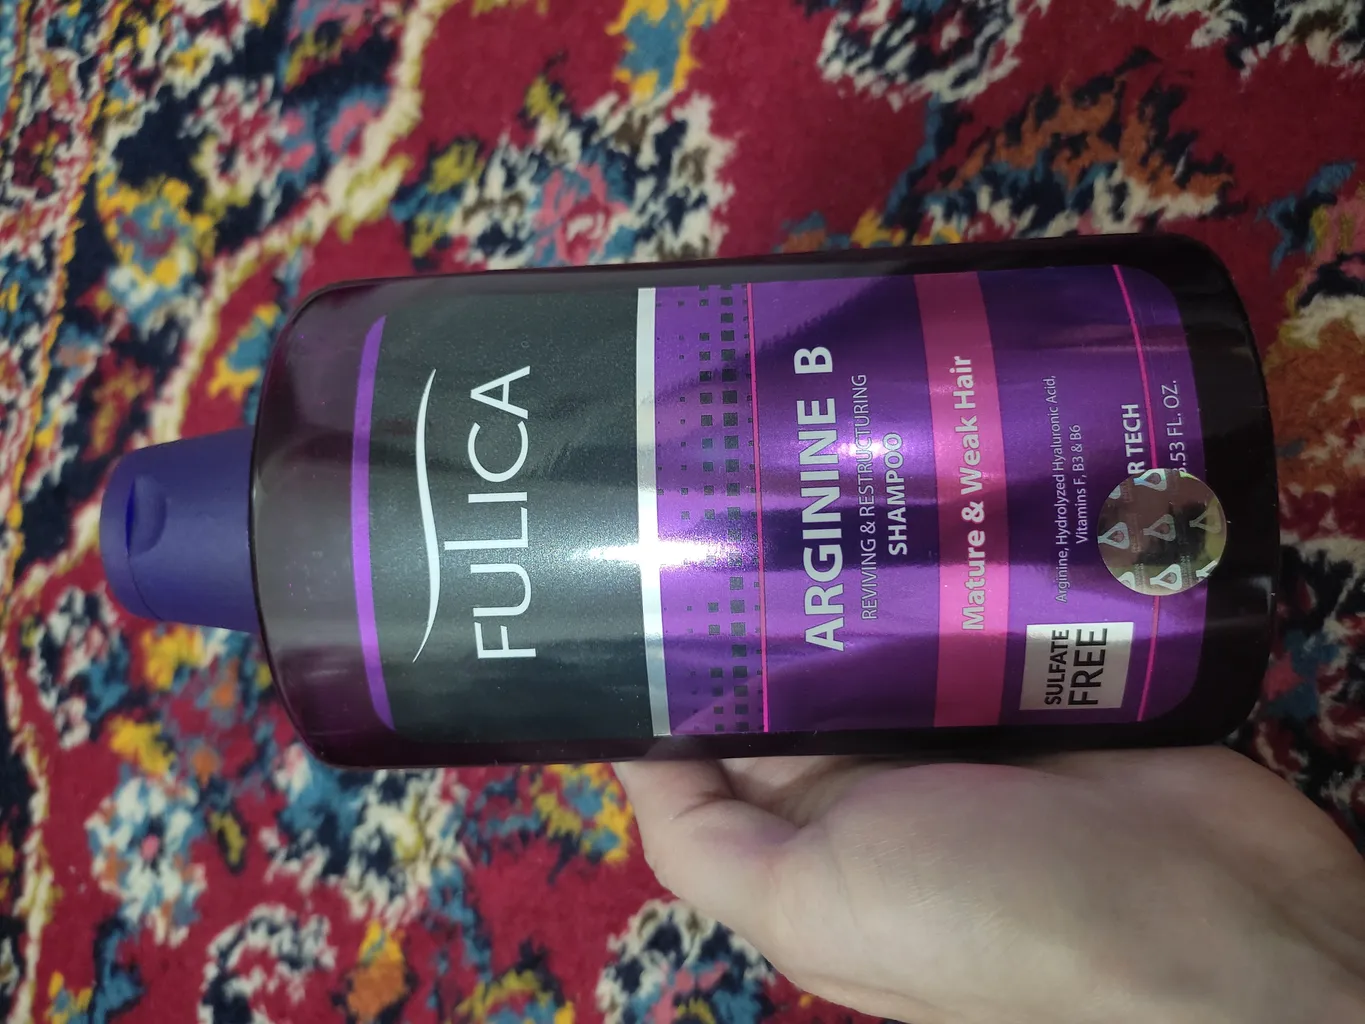 FULICA
ARGININE B
REVIVING & RESTRUCTURING
SHAMPOO
Mature & Weak Hair
Arginine, Hydrolyzed Hyaluronic Acid,
Vitamins F, B3 & B6
SULFATE
FREE
R TECH
.53 FL. OZ.